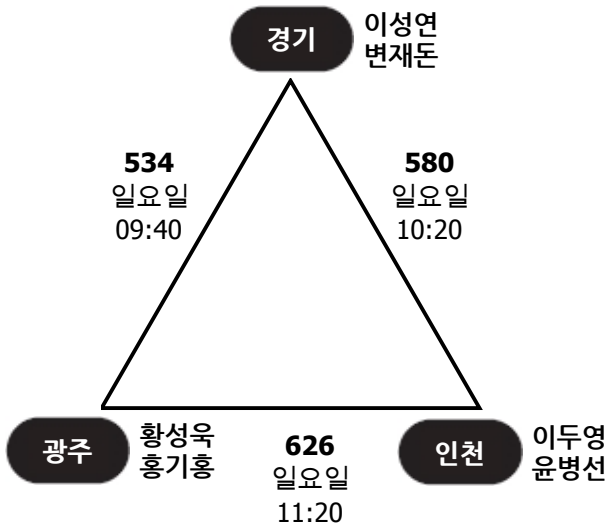 경기
이성연
변재돈
534
일요일
09:40
580
일요일
10:20
광주
황성욱
홍기홍
626
일요일
11:20
인천
이두영
윤병선